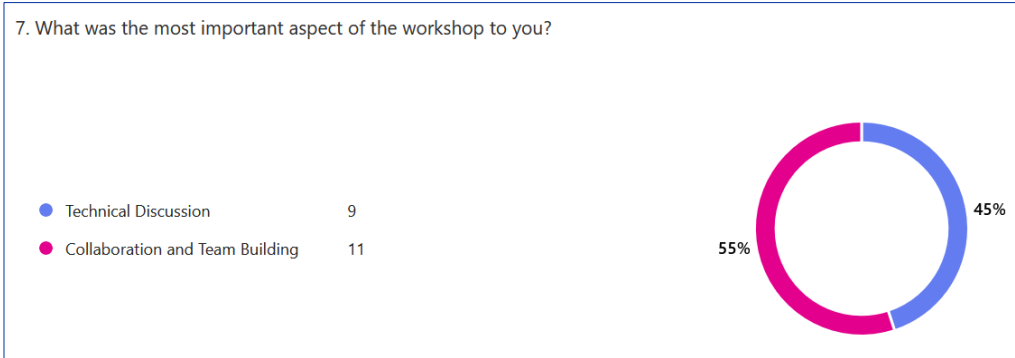 7. What was the most important aspect of the workshop to you?
Technical Discussion 9
Collaboration and Team Building 11
45%
55%